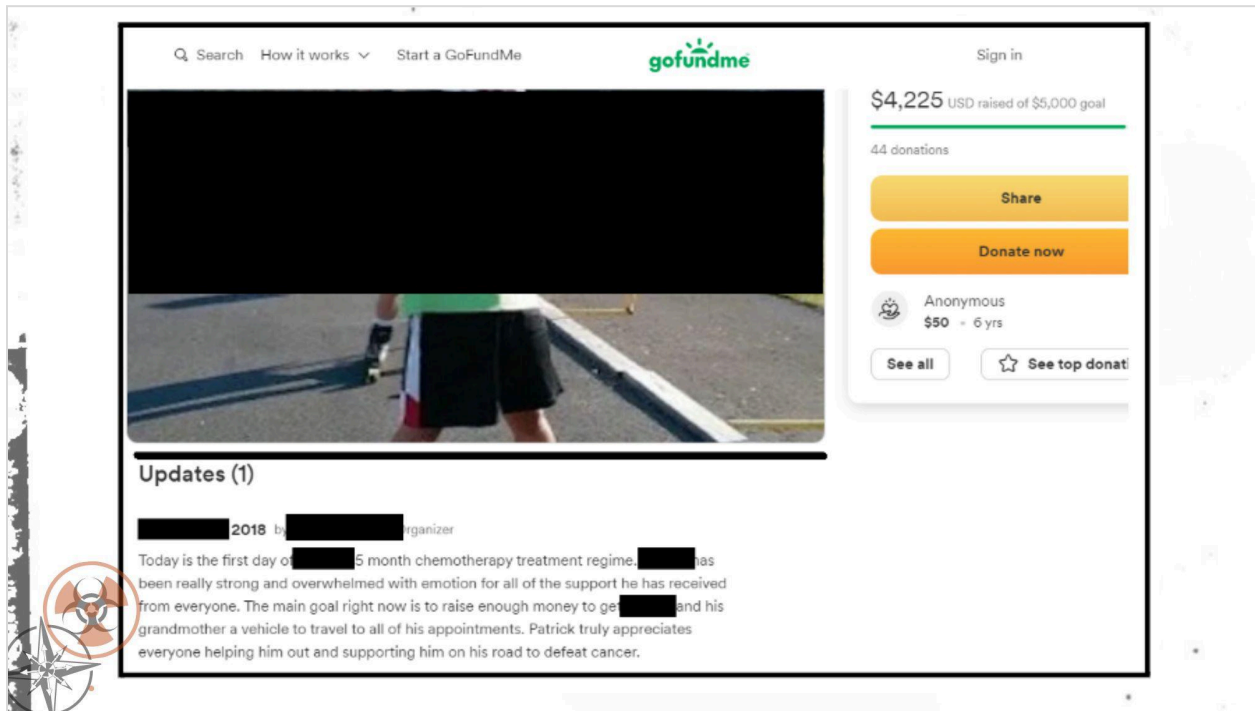 Search How it works Start a GoFundMe gofundme Sign in
$4,225 USD raised of $5,000 goal
44 donations
Share
Donate now
Anonymous
$50 • 6 yrs
See all See top donati
Updates (1)
2018 by rganizer
Today is the first day of 5 month chemotherapy treatment regime. has
been really strong and overwhelmed with emotion for all of the support he has received
from everyone. The main goal right now is to raise enough money to get and his
grandmother a vehicle to travel to all of his appointments. Patrick truly appreciates
everyone helping him out and supporting him on his road to defeat cancer.